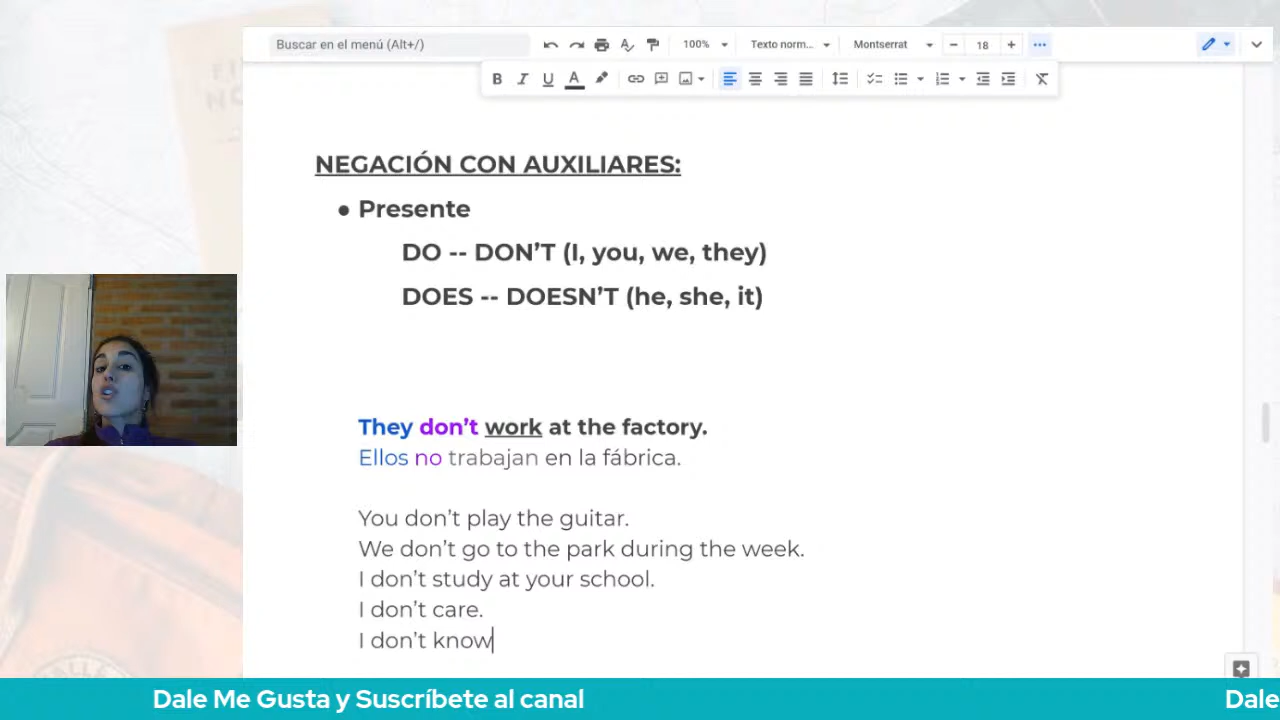 Buscar en el menú (Alt+/)
100%
Texto norm...
Montserrat
18
NEGACIÓN CON AUXILIARES:
● Presente
DO -- DON’T (I, you, we, they)
DOES -- DOESN’T (he, she, it)
They don’t work at the factory.
Ellos no trabajan en la fábrica.
You don’t play the guitar.
We don’t go to the park during the week.
I don’t study at your school.
I don’t care.
I don’t know
Dale Me Gusta y Suscríbete al canal
Dale